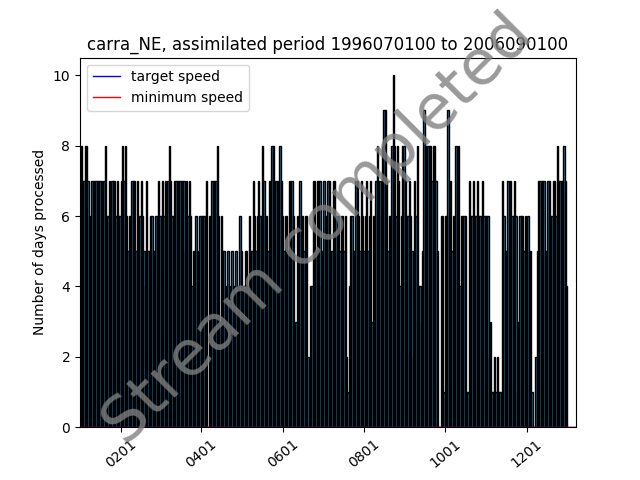 carra_NE, assimilated period 1996070100 to 2006090100
target speed
minimum speed
Number of days processed
10
8
6
4
2
0
0201
0401
0601
0801
1001
1201
Stream completed